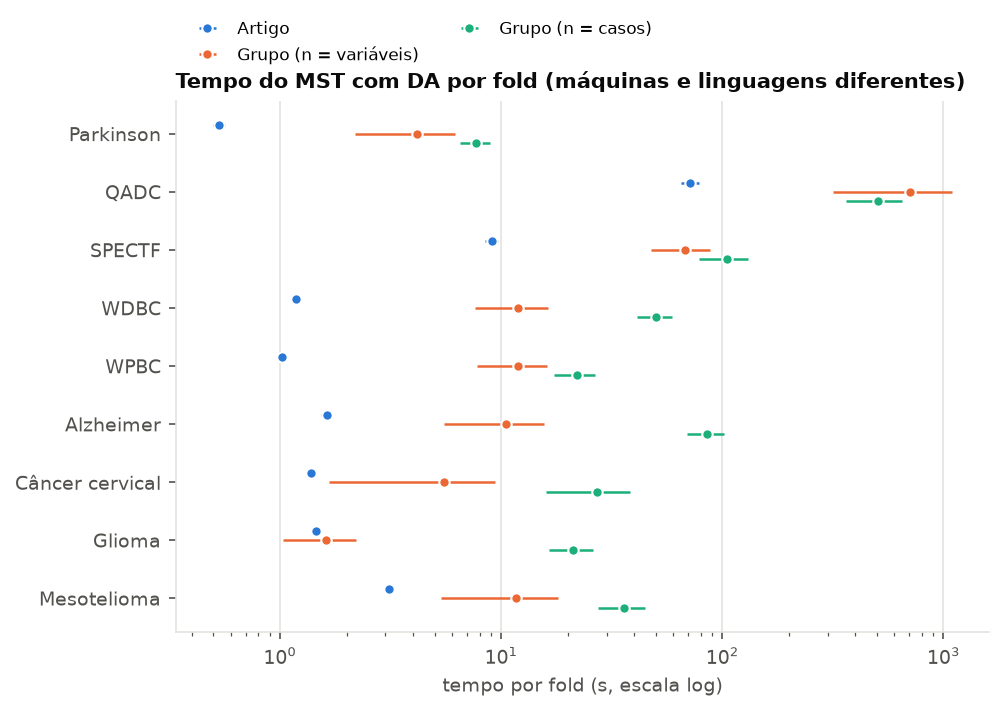 Artigo
Grupo (n = variáveis)
Grupo (n = casos)
Tempo do MST com DA por fold (máquinas e linguagens diferentes)
Parkinson
QADC
SPECTF
WDBC
WPBC
Alzheimer
Câncer cervical
Glioma
Mesotelioma
10⁰ 10¹ 10² 10³
tempo por fold (s, escala log)